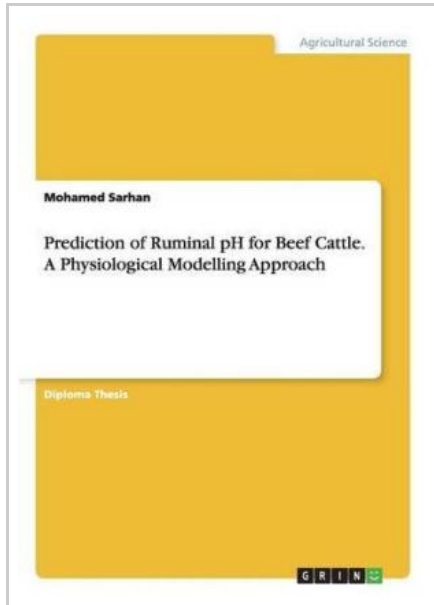 Agricultural Science
Mohamed Sarhan
Prediction of Ruminal pH for Beef Cattle.
A Physiological Modelling Approach
Diploma Thesis
GRIN